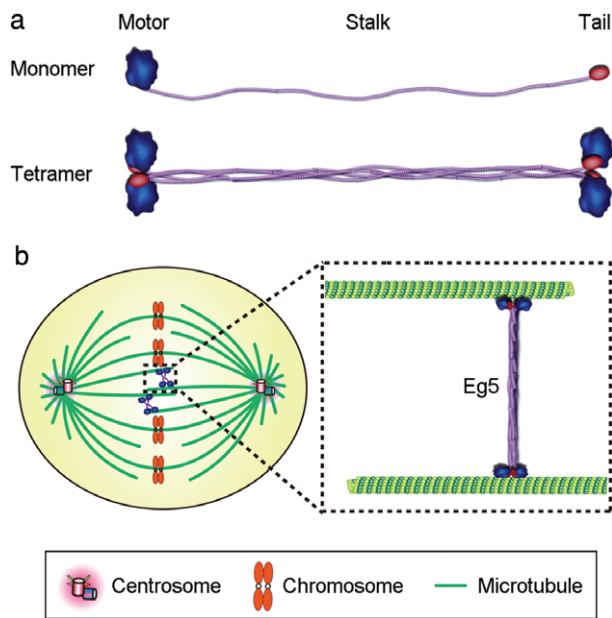 a
Motor Stalk Tail
Monomer
Tetramer
b
Eg5
Centrosome Chromosome Microtubule